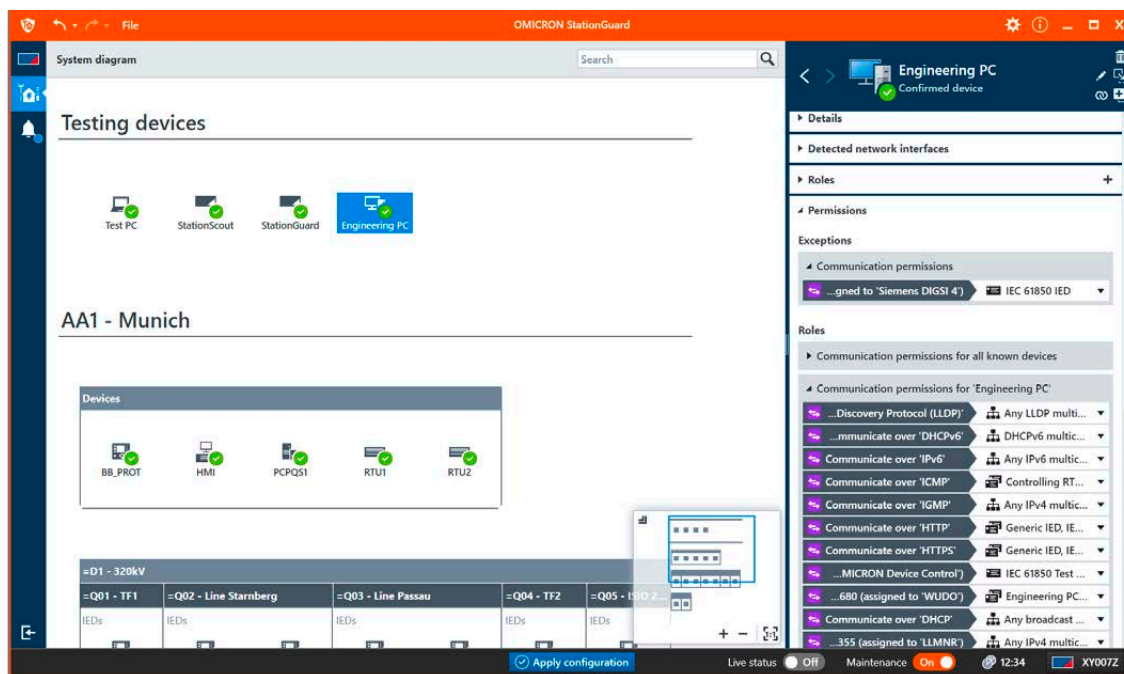 File
OMICRON StationGuard
System diagram
Search
Engineering PC
Confirmed device
Testing devices
Test PC
StationScout
StationGuard
Engineering PC
AA1 - Munich
Devices
BB_PROT
HMI
PCPQS1
RTU1
RTU2
=D1 - 320kV
=Q01 - TF1
=Q02 - Line Starnberg
=Q03 - Line Passau
=Q04 - TF2
=Q05 -
IEDs
IEDs
IEDs
IEDs
IEDs
Details
Detected network interfaces
Roles
Permissions
Exceptions
Communication permissions
...gned to 'Siemens DIGSI 4') IEC 61850 IED
Roles
Communication permissions for all known devices
Communication permissions for 'Engineering PC'
...Discovery Protocol (LLDP)' Any LLDP multi...
...mmunicate over 'DHCPv6' DHCPv6 multic...
Communicate over 'IPv6' Any IPv6 multic...
Communicate over 'ICMP' Controlling RT...
Communicate over 'IGMP' Any IPv4 multic...
Communicate over 'HTTP' Generic IED, IE...
Communicate over 'HTTPS' Generic IED, IE...
...MICRON Device Control') IEC 61850 Test ...
...680 (assigned to 'WUDO') Engineering PC...
Communicate over 'DHCP' Any broadcast ...
...355 (assigned to 'LLMNR') Any IPv4 multic...
Apply configuration
Live status Off
Maintenance On
12:34
XY007Z